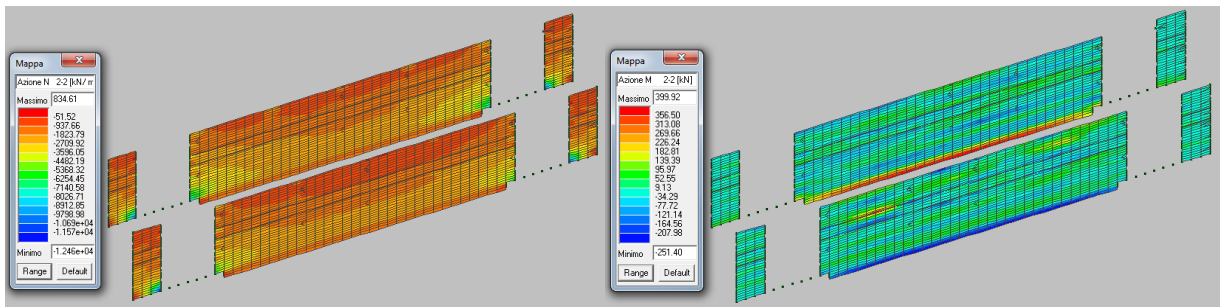 Mappa
Azione N 2-2 [kN/ m
Massimo 834.61
-51.52
-937.66
-1823.79
-2709.92
-3596.05
-4482.19
-5368.32
-6254.45
-7140.58
-8026.71
-8912.85
-9798.98
-1.069e+04
-1.157e+04
Minimo -1.246e+04
Range Default
Mappa
Azione M 2-2 [kN]
Massimo 399.92
356.50
313.08
269.66
226.24
182.81
139.39
95.97
52.55
9.13
-34.29
-77.72
-121.14
-164.56
-207.98
Minimo -251.40
Range Default